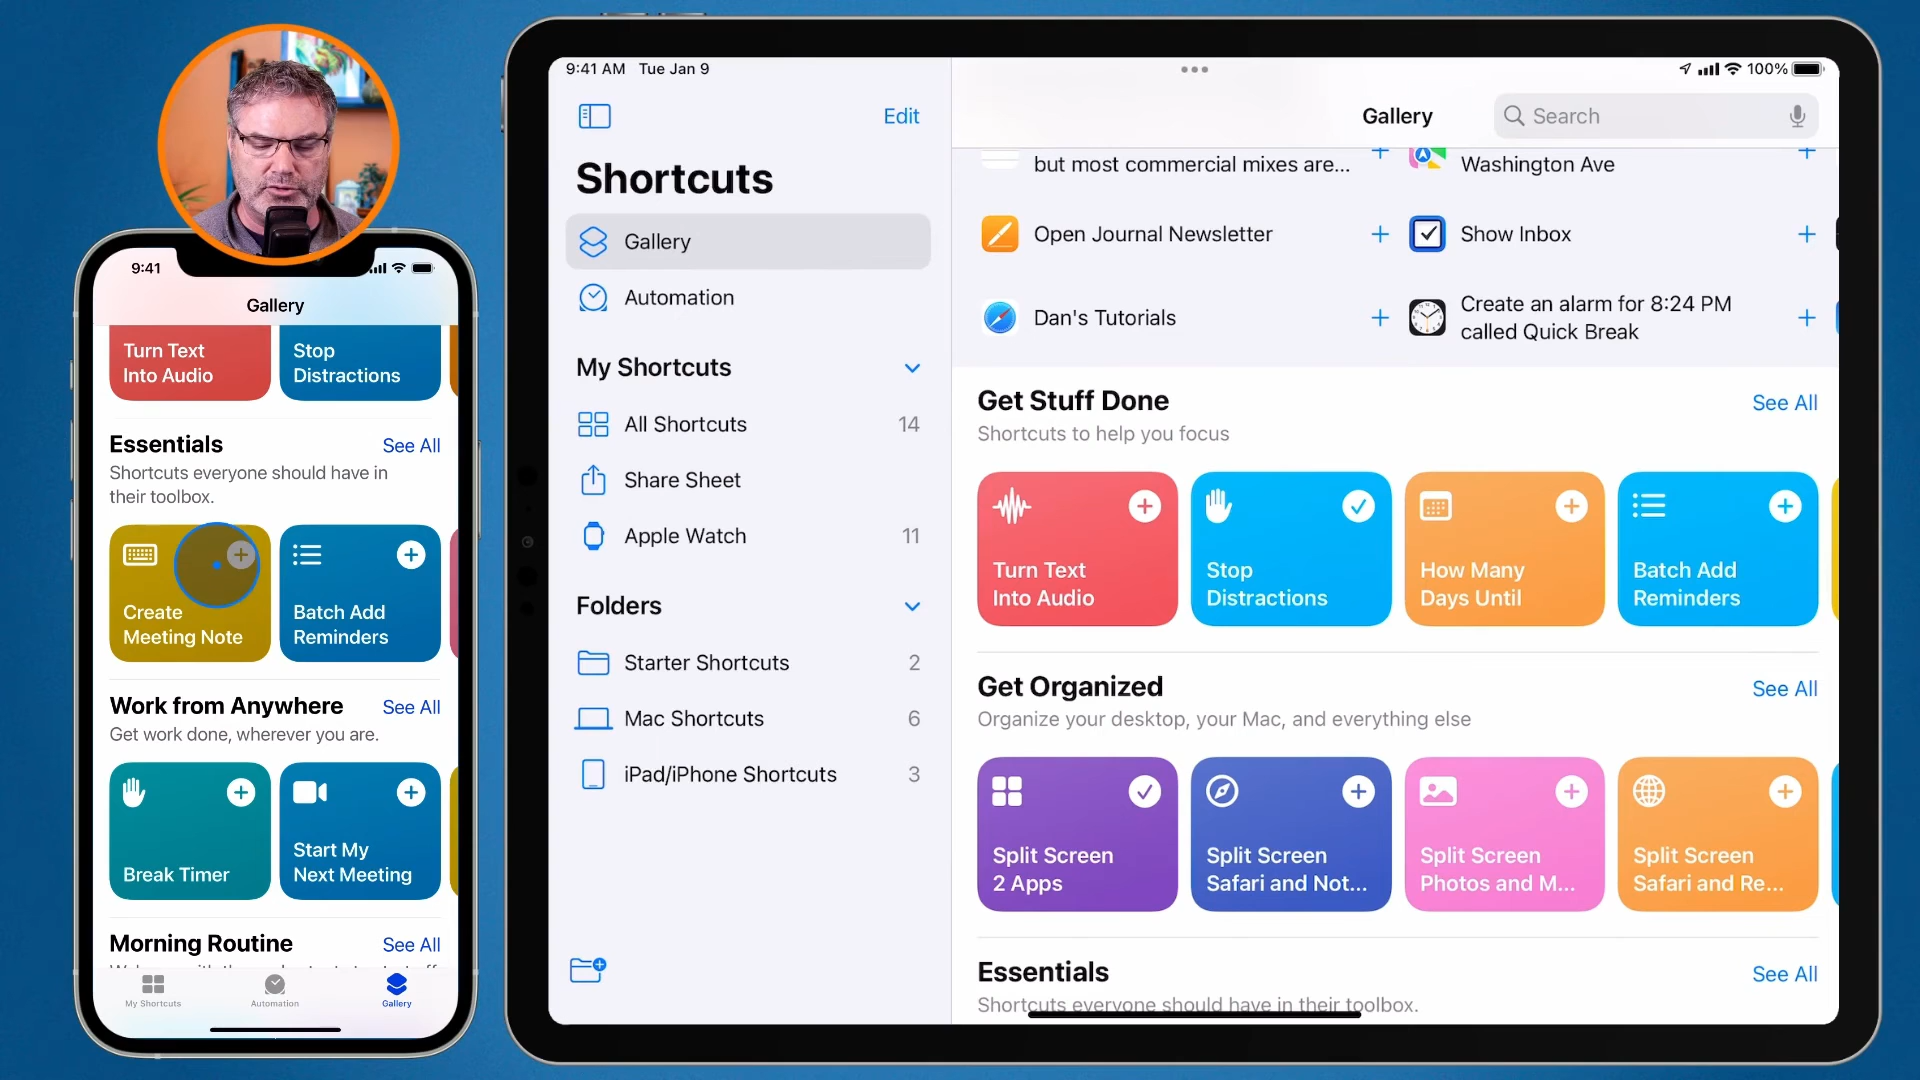 9:41
Gallery
Turn Text
Into Audio
Stop
Distractions
Essentials
See All
Shortcuts everyone should have in
their toolbox.
Create
Meeting Note
Batch Add
Reminders
Work from Anywhere
See All
Get work done, wherever you are.
Break Timer
Start My
Next Meeting
Morning Routine
See All
My Shortcuts
Automation
Gallery
9:41 AM Tue Jan 9
100%
Edit
Shortcuts
Gallery
Automation
My Shortcuts
All Shortcuts 14
Share Sheet
Apple Watch 11
Folders
Starter Shortcuts 2
Mac Shortcuts 6
iPad/iPhone Shortcuts 3
Gallery
Search
but most commercial mixes are...
Washington Ave
Open Journal Newsletter
Show Inbox
Dan's Tutorials
Create an alarm for 8:24 PM
called Quick Break
Get Stuff Done
See All
Shortcuts to help you focus
Turn Text
Into Audio
Stop
Distractions
How Many
Days Until
Batch Add
Reminders
Get Organized
See All
Organize your desktop, your Mac, and everything else
Split Screen
2 Apps
Split Screen
Safari and Not...
Split Screen
Photos and M...
Split Screen
Safari and Re...
Essentials
See All
Shortcuts everyone should have in their toolbox.